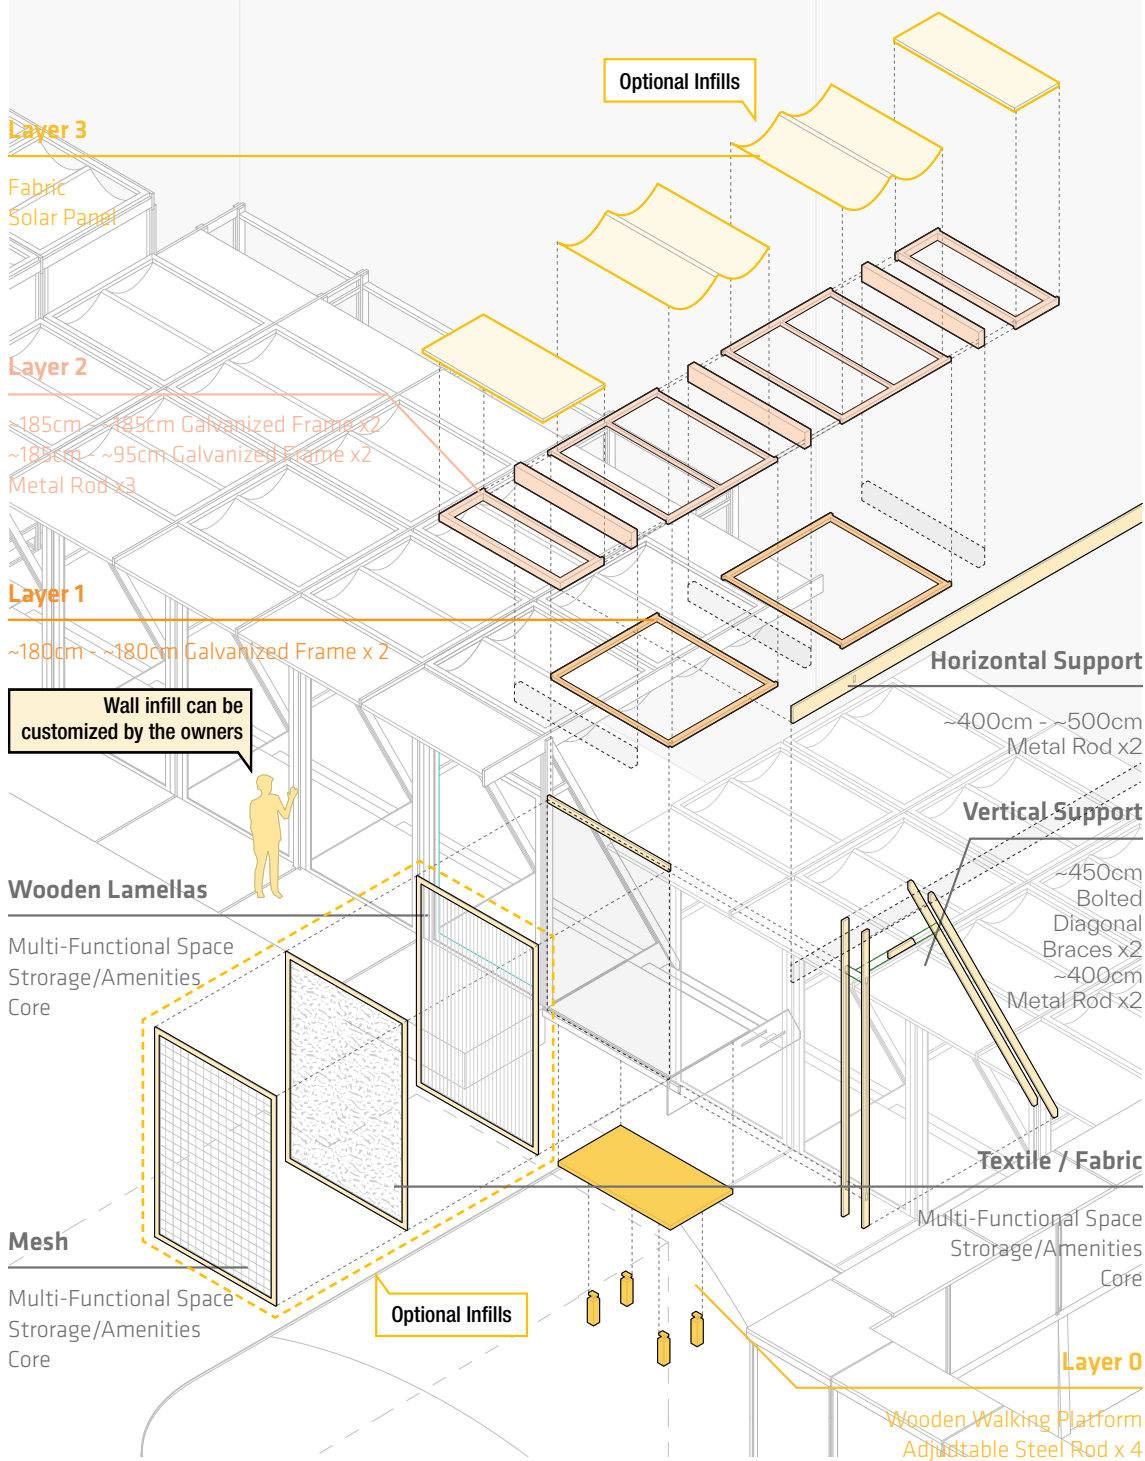 Optional Infills
Layer 3
Fabric
Solar Panel
Layer 2
~185cm - ~185cm Galvanized Frame x2
~185cm - ~95cm Galvanized Frame x2
Metal Rod x3
Layer 1
~180cm - ~180cm Galvanized Frame x 2
Wall infill can be
customized by the owners
Horizontal Support
~400cm - ~500cm
Metal Rod x2
Vertical Support
~450cm
Bolted
Diagonal
Braces x2
~400cm
Metal Rod x2
Wooden Lamellas
Multi-Functional Space
Strorage/Amenities
Core
Textile / Fabric
Multi-Functional Space
Strorage/Amenities
Core
Mesh
Multi-Functional Space
Strorage/Amenities
Core
Optional Infills
Layer 0
Wooden Walking Platform
Adjudtable Steel Rod x 4